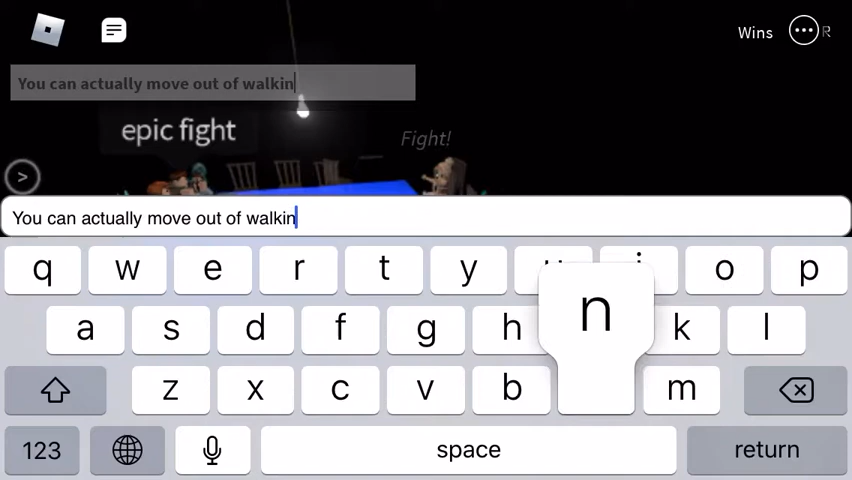 Wins
R
You can actually move out of walkin
epic fight
Fight!
>
You can actually move out of walkin
q w e r t y u i o p
a s d f g h n k l
z x c v b m
123 space return